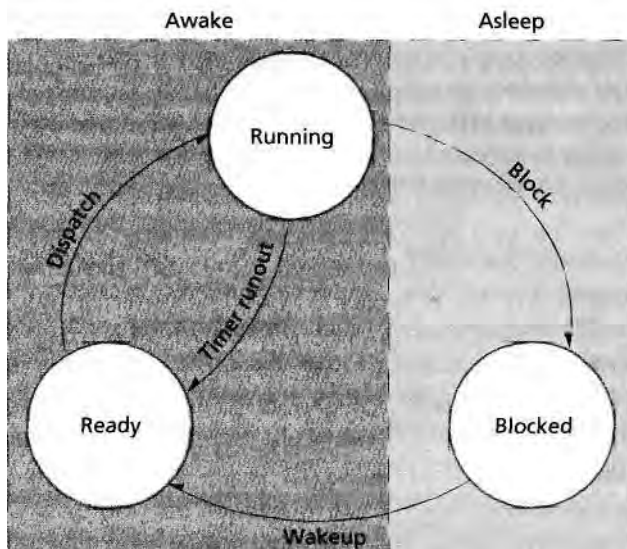 Awake
Asleep
Running
Dispatch
Timer runout
Block
Ready
Blocked
Wakeup